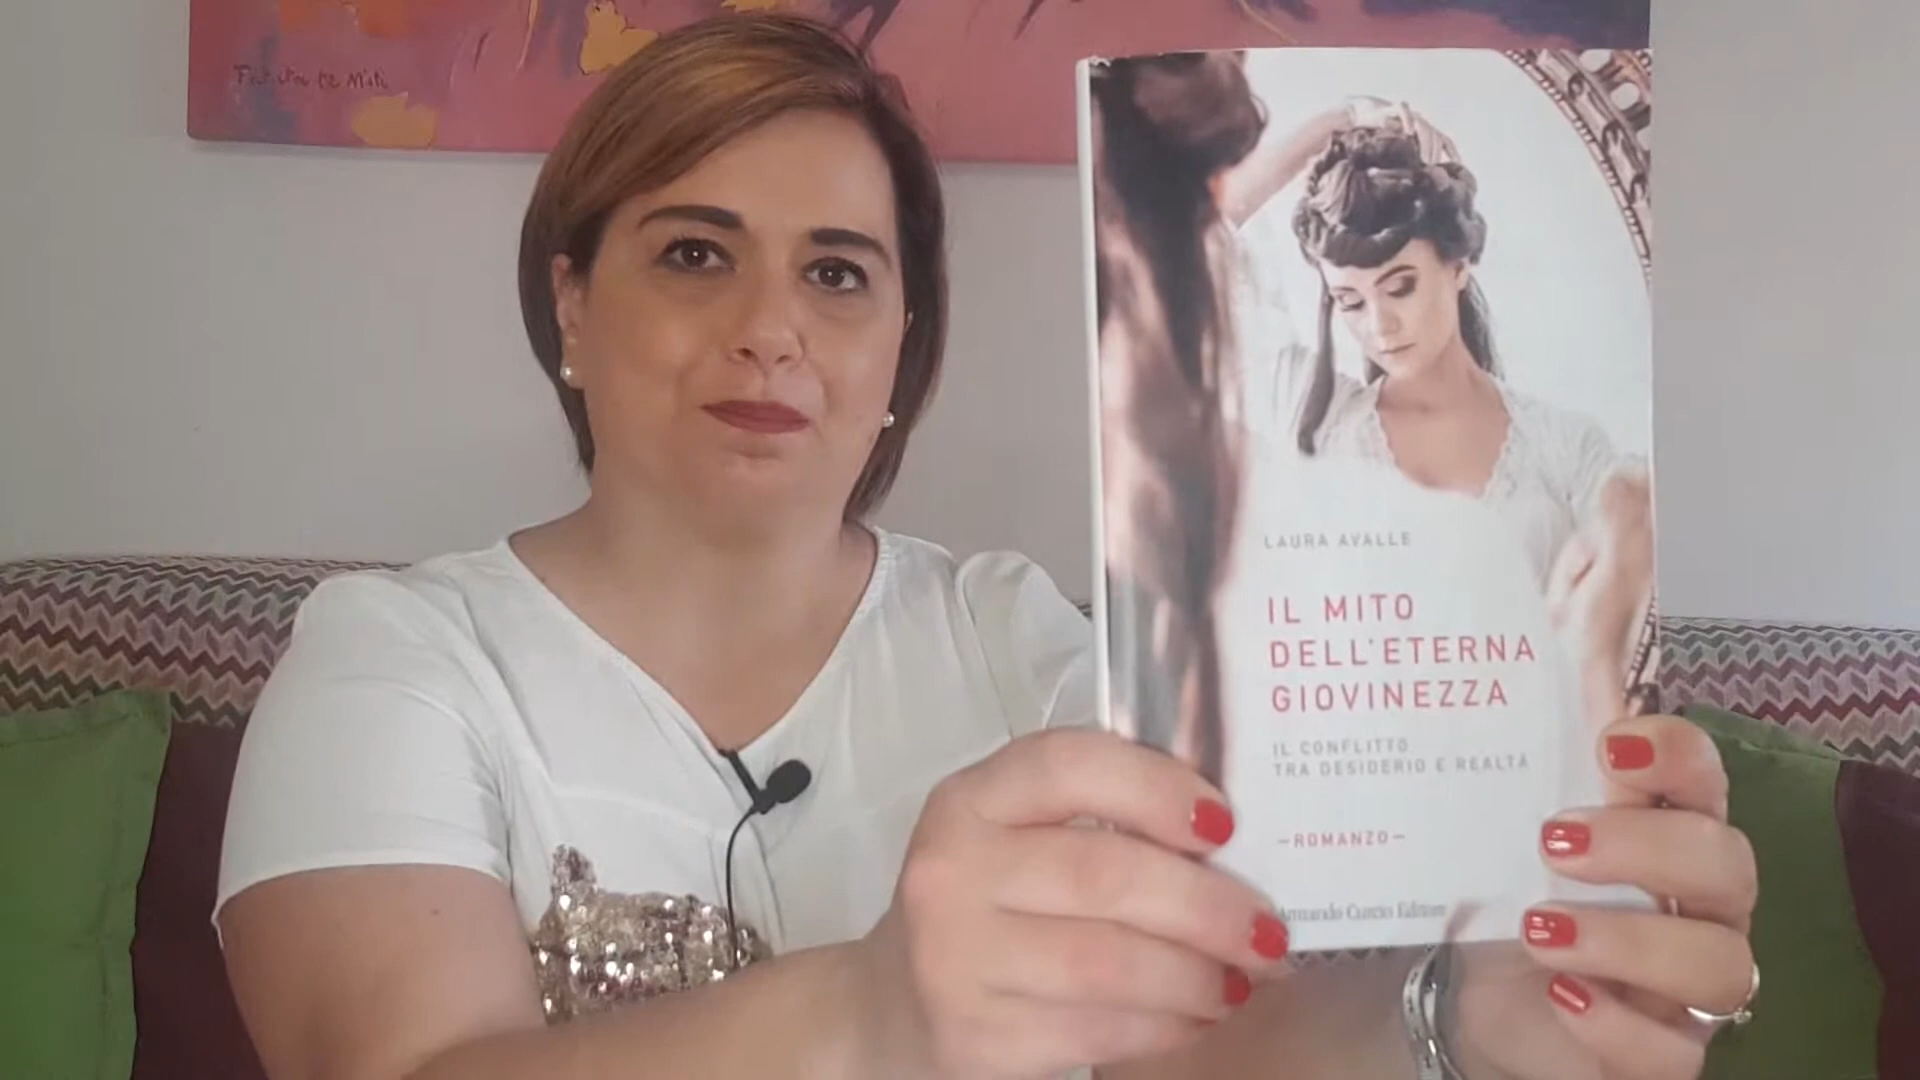 LAURA AVALLE
IL MITO
DELL'ETERNA
GIOVINEZZA
IL CONFLITTO
TRA DESIDERIO E REALTÀ
—ROMANZO—
Armando Curcio Editore